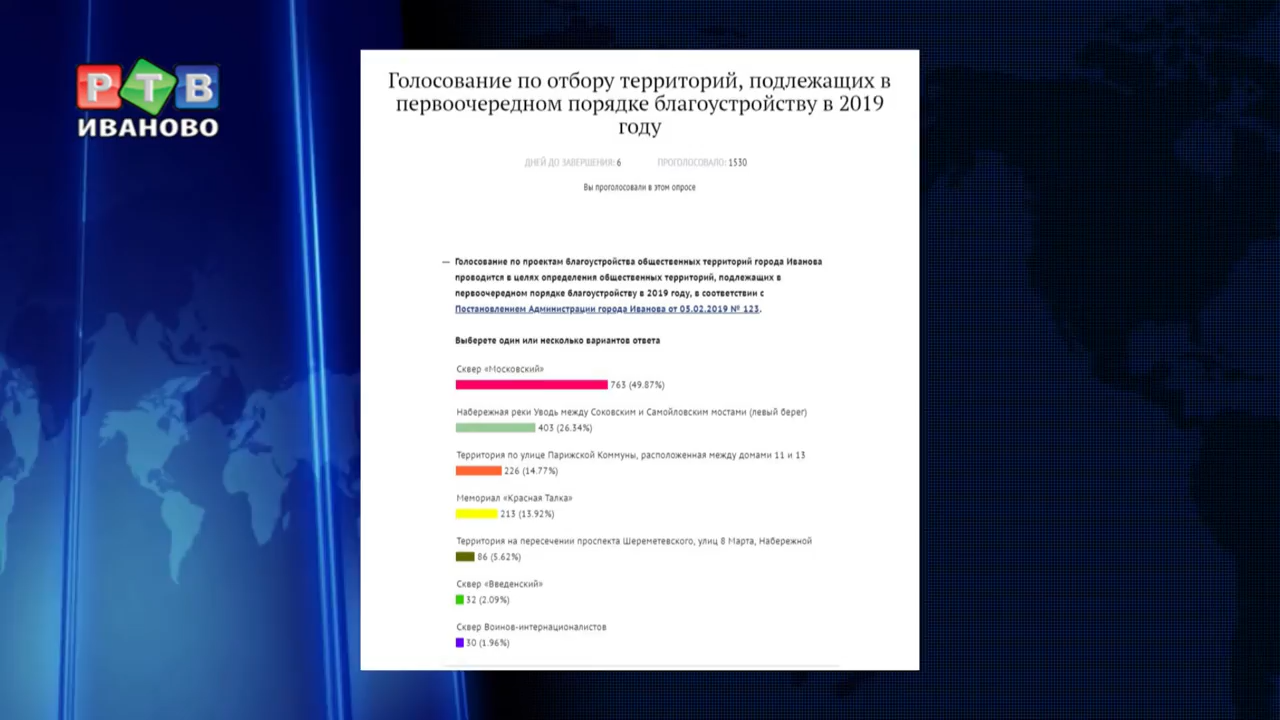 РТВ
ИВАНОВО
Голосование по отбору территорий, подлежащих в
первоочередном порядке благоустройству в 2019
году
ДНЕЙ ДО ЗАВЕРШЕНИЯ: 6 ПРОГОЛОСОВАЛО: 1530
Вы проголосовали в этом опросе
— Голосование по проектам благоустройства общественных территорий города Иванова
проводится в целях определения общественных территорий, подлежащих в
первоочередном порядке благоустройству в 2019 году, в соответствии с
Постановлением Администрации города Иванова от 05.02.2019 № 123.
Выберете один или несколько вариантов ответа
Сквер «Московский»
763 (49.87%)
Набережная реки Уводь между Соковским и Самойловским мостами (левый берег)
403 (26.34%)
Территория по улице Парижской Коммуны, расположенная между домами 11 и 13
226 (14.77%)
Мемориал «Красная Талка»
213 (13.92%)
Территория на пересечении проспекта Шереметевского, улиц 8 Марта, Набережной
86 (5.62%)
Сквер «Введенский»
32 (2.09%)
Сквер Воинов-интернационалистов
30 (1.96%)